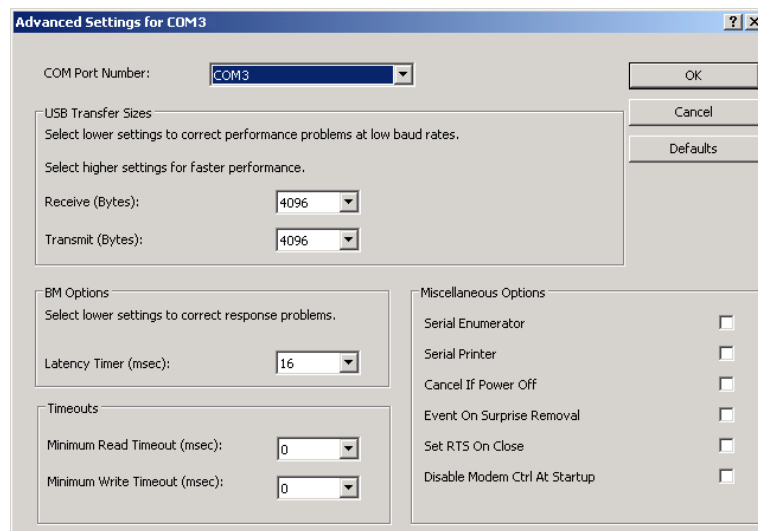 Advanced Settings for COM3
COM Port Number: COM3
OK
Cancel
Defaults
USB Transfer Sizes
Select lower settings to correct performance problems at low baud rates.
Select higher settings for faster performance.
Receive (Bytes): 4096
Transmit (Bytes): 4096
BM Options
Select lower settings to correct response problems.
Latency Timer (msec): 16
Timeouts
Minimum Read Timeout (msec): 0
Minimum Write Timeout (msec): 0
Miscellaneous Options
Serial Enumerator
Serial Printer
Cancel If Power Off
Event On Surprise Removal
Set RTS On Close
Disable Modem Ctrl At Startup